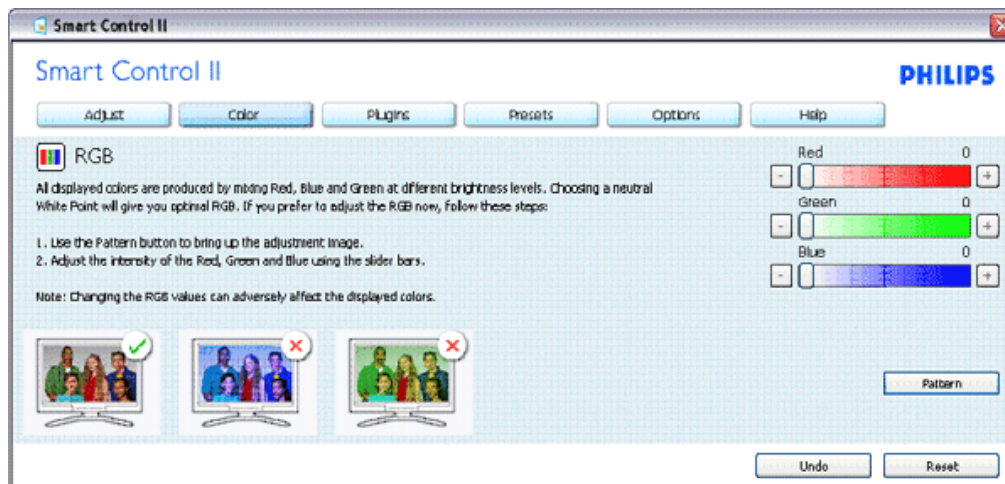 Smart Control II
Smart Control II
PHILIPS
Adjust
Color
Plugins
Presets
Options
Help
RGB
All displayed colors are produced by mixing Red, Blue and Green at different brightness levels. Choosing a neutral
White Point will give you optimal RGB. If you prefer to adjust the RGB now, follow these steps:
1. Use the Pattern button to bring up the adjustment image.
2. Adjust the intensity of the Red, Green and Blue using the slider bars.
Note: Changing the RGB values can adversely affect the displayed colors.
Red 0
- +
Green 0
- +
Blue 0
- +
Pattern
Undo
Reset